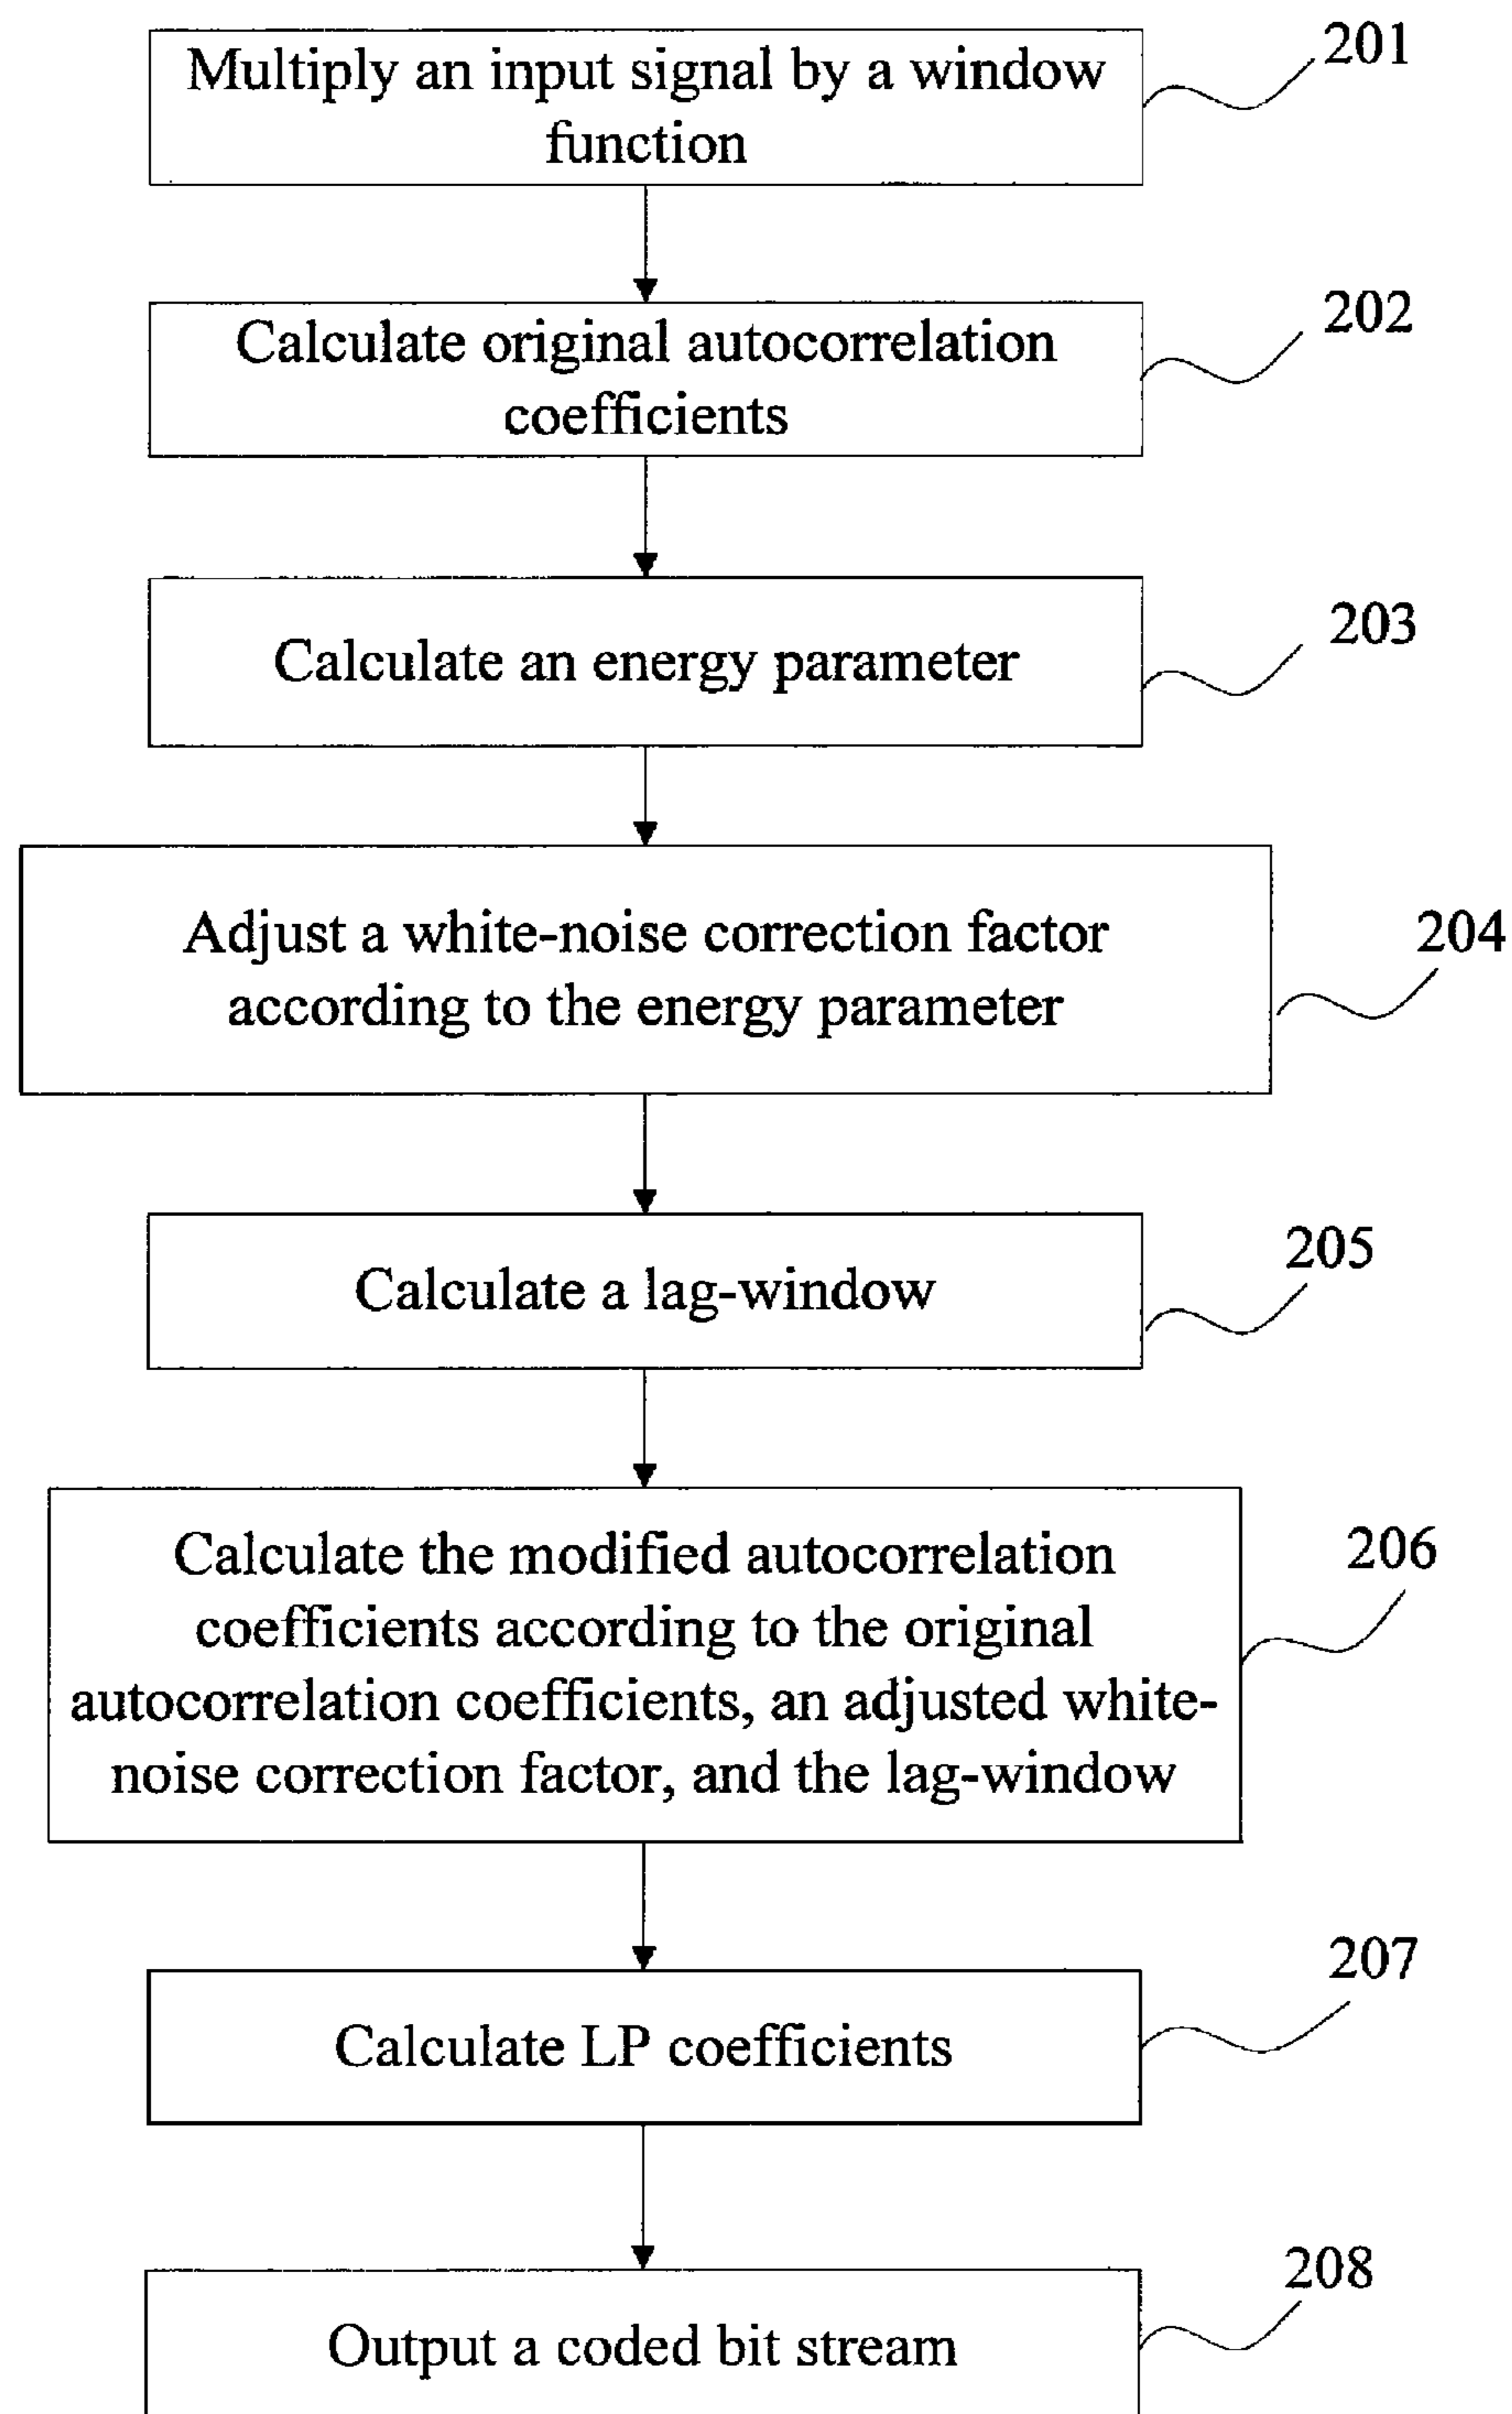 Multiply an input signal by a window
function
201
Calculate original autocorrelation
coefficients
202
Calculate an energy parameter
203
Adjust a white-noise correction factor
according to the energy parameter
204
Calculate a lag-window
205
Calculate the modified autocorrelation
coefficients according to the original
autocorrelation coefficients, an adjusted white-
noise correction factor, and the lag-window
206
Calculate LP coefficients
207
Output a coded bit stream
208